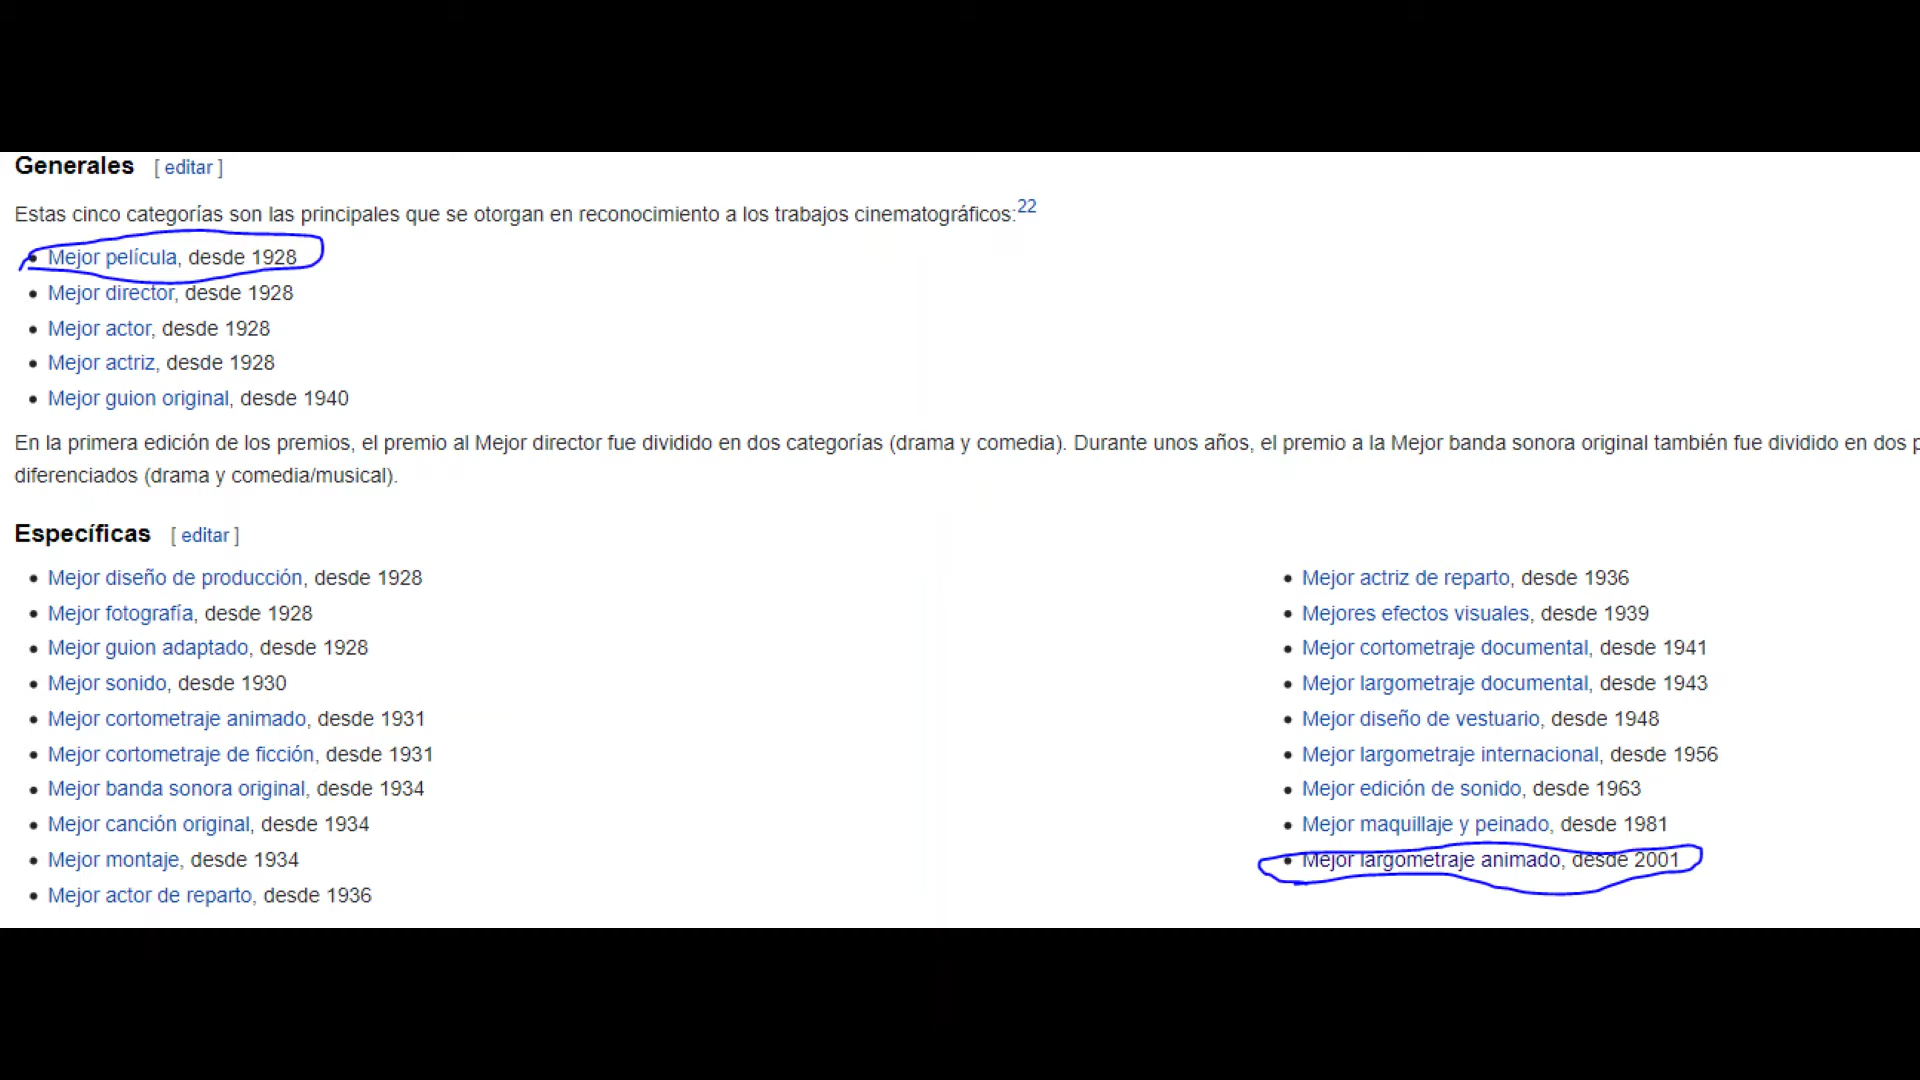 Generales [ editar ]
Estas cinco categorías son las principales que se otorgan en reconocimiento a los trabajos cinematográficos:22
• Mejor película, desde 1928
• Mejor director, desde 1928
• Mejor actor, desde 1928
• Mejor actriz, desde 1928
• Mejor guion original, desde 1940
En la primera edición de los premios, el premio al Mejor director fue dividido en dos categorías (drama y comedia). Durante unos años, el premio a la Mejor banda sonora original también fue dividido en dos p
diferenciados (drama y comedia/musical).
Específicas [ editar ]
• Mejor diseño de producción, desde 1928
• Mejor fotografía, desde 1928
• Mejor guion adaptado, desde 1928
• Mejor sonido, desde 1930
• Mejor cortometraje animado, desde 1931
• Mejor cortometraje de ficción, desde 1931
• Mejor banda sonora original, desde 1934
• Mejor canción original, desde 1934
• Mejor montaje, desde 1934
• Mejor actor de reparto, desde 1936
• Mejor actriz de reparto, desde 1936
• Mejores efectos visuales, desde 1939
• Mejor cortometraje documental, desde 1941
• Mejor largometraje documental, desde 1943
• Mejor diseño de vestuario, desde 1948
• Mejor largometraje internacional, desde 1956
• Mejor edición de sonido, desde 1963
• Mejor maquillaje y peinado, desde 1981
• Mejor largometraje animado, desde 2001